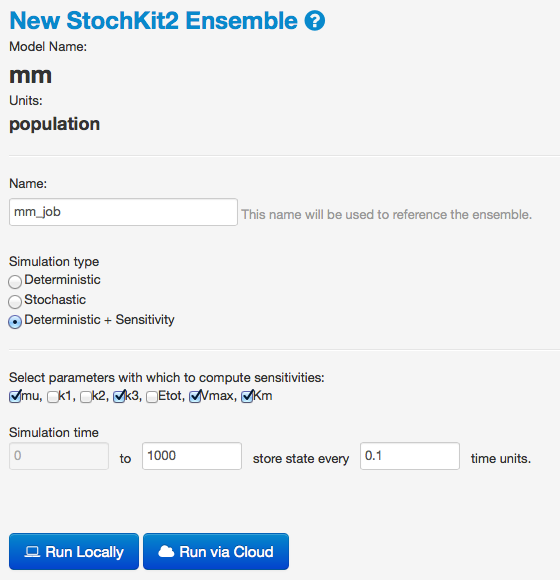 New StochKit2 Ensemble ?
Model Name:
mm
Units:
population
Name:
mm_job This name will be used to reference the ensemble.
Simulation type
Deterministic
Stochastic
Deterministic + Sensitivity
Select parameters with which to compute sensitivities:
mu, k1, k2, k3, Etot, Vmax, Km
Simulation time
0 to 1000 store state every 0.1 time units.
Run Locally Run via Cloud